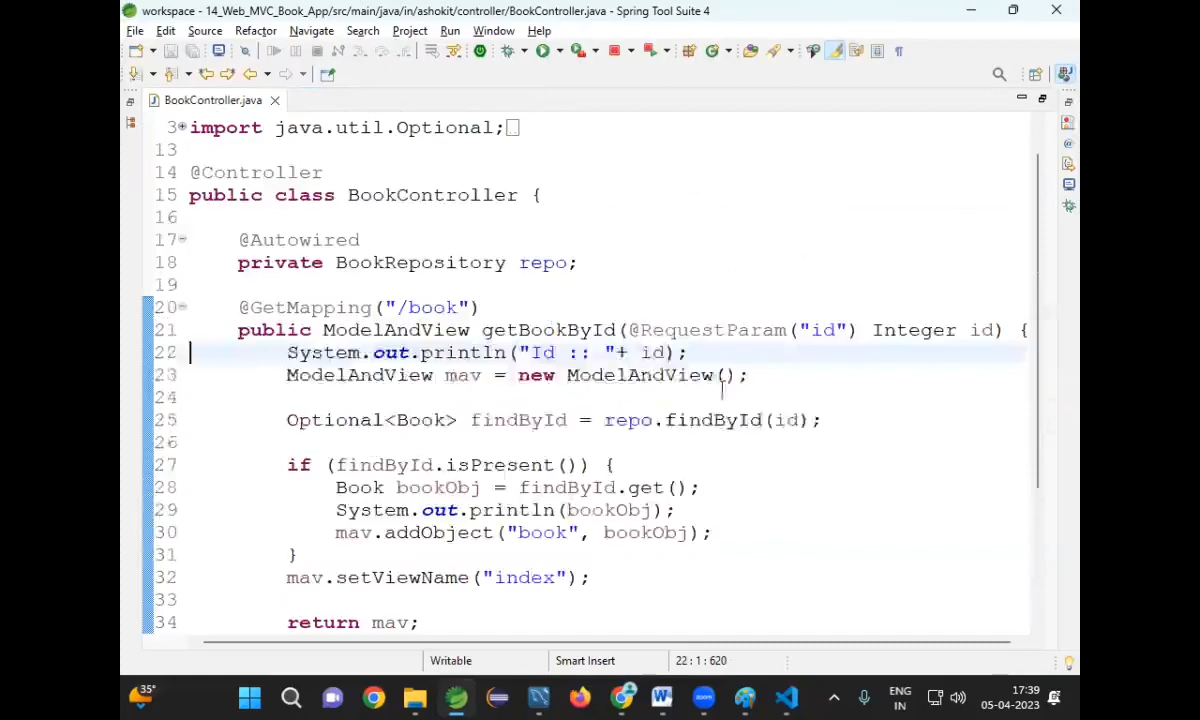 workspace - 14_Web_MVC_Book_App/src/main/java/in/ashokit/controller/BookController.java - Spring Tool Suite 4
File Edit Source Refactor Navigate Search Project Run Window Help
BookController.java
3 import java.util.Optional;
13
14 @Controller
15 public class BookController {
16
17 @Autowired
18 private BookRepository repo;
19
20 @GetMapping("/book")
21 public ModelAndView getBookById(@RequestParam("id") Integer id) {
22 System.out.println("Id :: "+ id);
23 ModelAndView mav = new ModelAndView();
24
25 Optional<Book> findById = repo.findById(id);
26
27 if (findById.isPresent()) {
28 Book bookObj = findById.get();
29 System.out.println(bookObj);
30 mav.addObject("book", bookObj);
31 }
32 mav.setViewName("index");
33
34 return mav;
Writable Smart Insert 22 : 1 : 620
35°
zoom
ENG
IN
17:39
05-04-2023